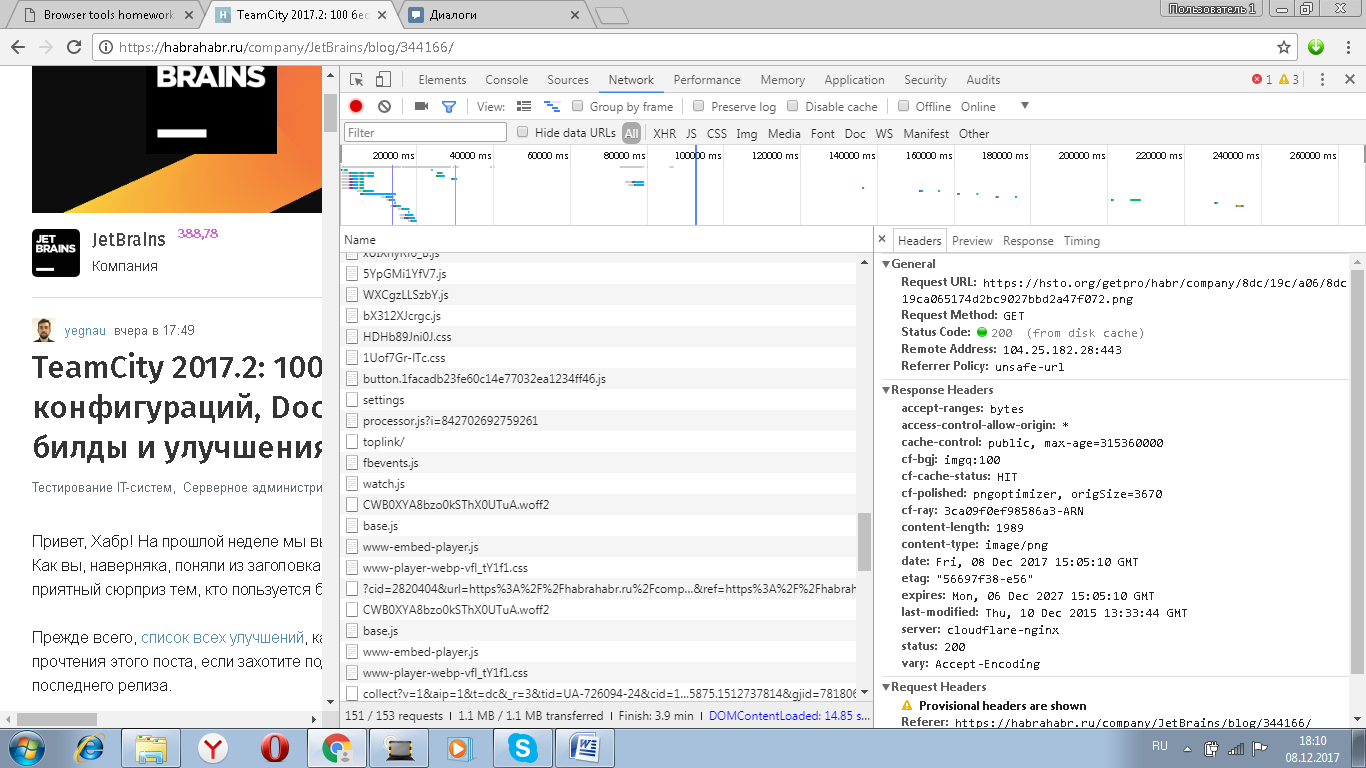 Browser tools homework
TeamCity 2017.2: 100 бес
Диалоги
Пользователь 1
https://habrahabr.ru/company/JetBrains/blog/344166/
BRAINS
JET
BRAINS
JetBrains 388,78
Компания
yegnau вчера в 17:49
TeamCity 2017.2: 100
конфигураций, Doc
билды и улучшения
Тестирование IT-систем, Серверное администри
Привет, Хабр! На прошлой неделе мы вы
Как вы, наверняка, поняли из заголовка
приятный сюрприз тем, кто пользуется б
Прежде всего, список всех улучшений, ка
прочтения этого поста, если захотите по
последнего релиза.
Elements Console Sources Network Performance Memory Application Security Audits 1 3
View: Group by frame Preserve log Disable cache Offline Online
Filter Hide data URLs All XHR JS CSS Img Media Font Doc WS Manifest Other
20000 ms 40000 ms 60000 ms 80000 ms 100000 ms 120000 ms 140000 ms 160000 ms 180000 ms 200000 ms 220000 ms 240000 ms 260000 ms
Name
5YpGMi1YfV7.js
WXCgzLLSzbY.js
bX312XJcrgc.js
HDHb89Jni0J.css
1Uof7Gr-ITc.css
button.1facadb23fe60c14e77032ea1234ff46.js
settings
processor.js?i=842702692759261
toplink/
fbevents.js
watch.js
CWB0XYA8bzo0kSThX0UTuA.woff2
base.js
www-embed-player.js
www-player-webp-vfl_tY1f1.css
?cid=2820404&url=https%3A%2F%2Fhabrahabr.ru%2Fcomp...&ref=https%3A%2F%2Fhabrah
CWB0XYA8bzo0kSThX0UTuA.woff2
base.js
www-embed-player.js
www-player-webp-vfl_tY1f1.css
collect?v=1&aip=1&t=dc&_r=3&tid=UA-726094-24&cid=1...5875.1512737814&gjid=781806
151 / 153 requests | 1.1 MB / 1.1 MB transferred | Finish: 3.9 min | DOMContentLoaded: 14.85 s...
Headers Preview Response Timing
General
Request URL: https://hsto.org/getpro/habr/company/8dc/19c/a06/8dc
19ca065174d2bc9027bbd2a47f072.png
Request Method: GET
Status Code: 200 (from disk cache)
Remote Address: 104.25.182.28:443
Referrer Policy: unsafe-url
Response Headers
accept-ranges: bytes
access-control-allow-origin: *
cache-control: public, max-age=315360000
cf-bgj: imgq:100
cf-cache-status: HIT
cf-polished: pngoptimizer, origSize=3670
cf-ray: 3ca09f0ef98586a3-ARN
content-length: 1989
content-type: image/png
date: Fri, 08 Dec 2017 15:05:10 GMT
etag: "56697f38-e56"
expires: Mon, 06 Dec 2027 15:05:10 GMT
last-modified: Thu, 10 Dec 2015 13:33:44 GMT
server: cloudflare-nginx
status: 200
vary: Accept-Encoding
Request Headers
Provisional headers are shown
Referer: https://habrahabr.ru/company/JetBrains/blog/344166/
RU
18:10
08.12.2017